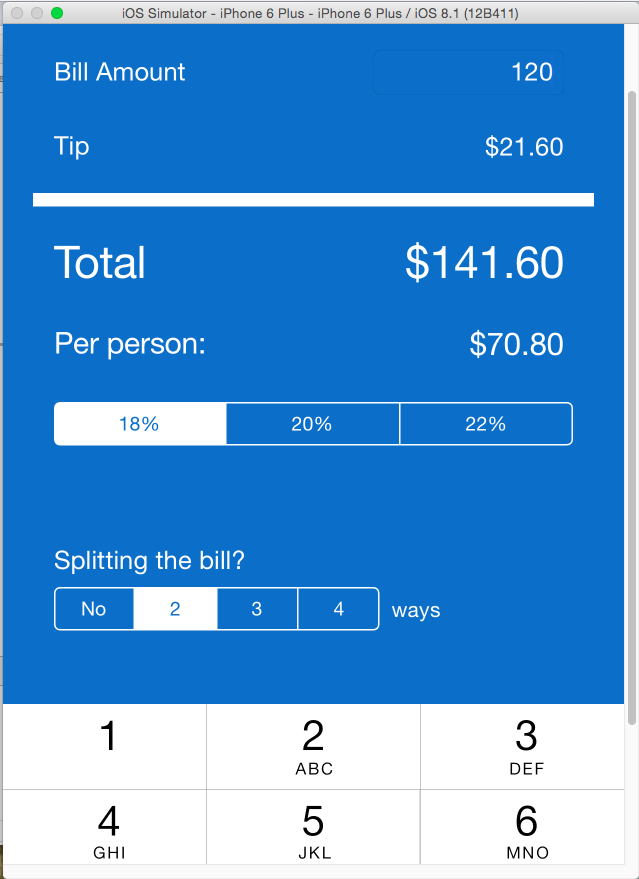 iOS Simulator - iPhone 6 Plus - iPhone 6 Plus / iOS 8.1 (12B411)
Bill Amount 120
Tip $21.60
Total $141.60
Per person: $70.80
18% 20% 22%
Splitting the bill?
No 2 3 4 ways
1 2 3
ABC DEF
4 5 6
GHI JKL MNO